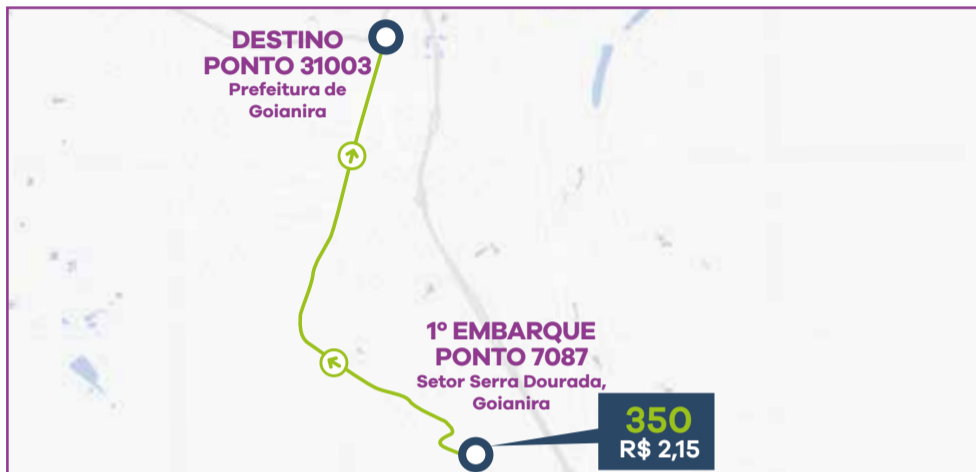 DESTINO
PONTO 31003
Prefeitura de
Goianira
1º EMBARQUE
PONTO 7087
Setor Serra Dourada,
Goianira
350
R$ 2,15